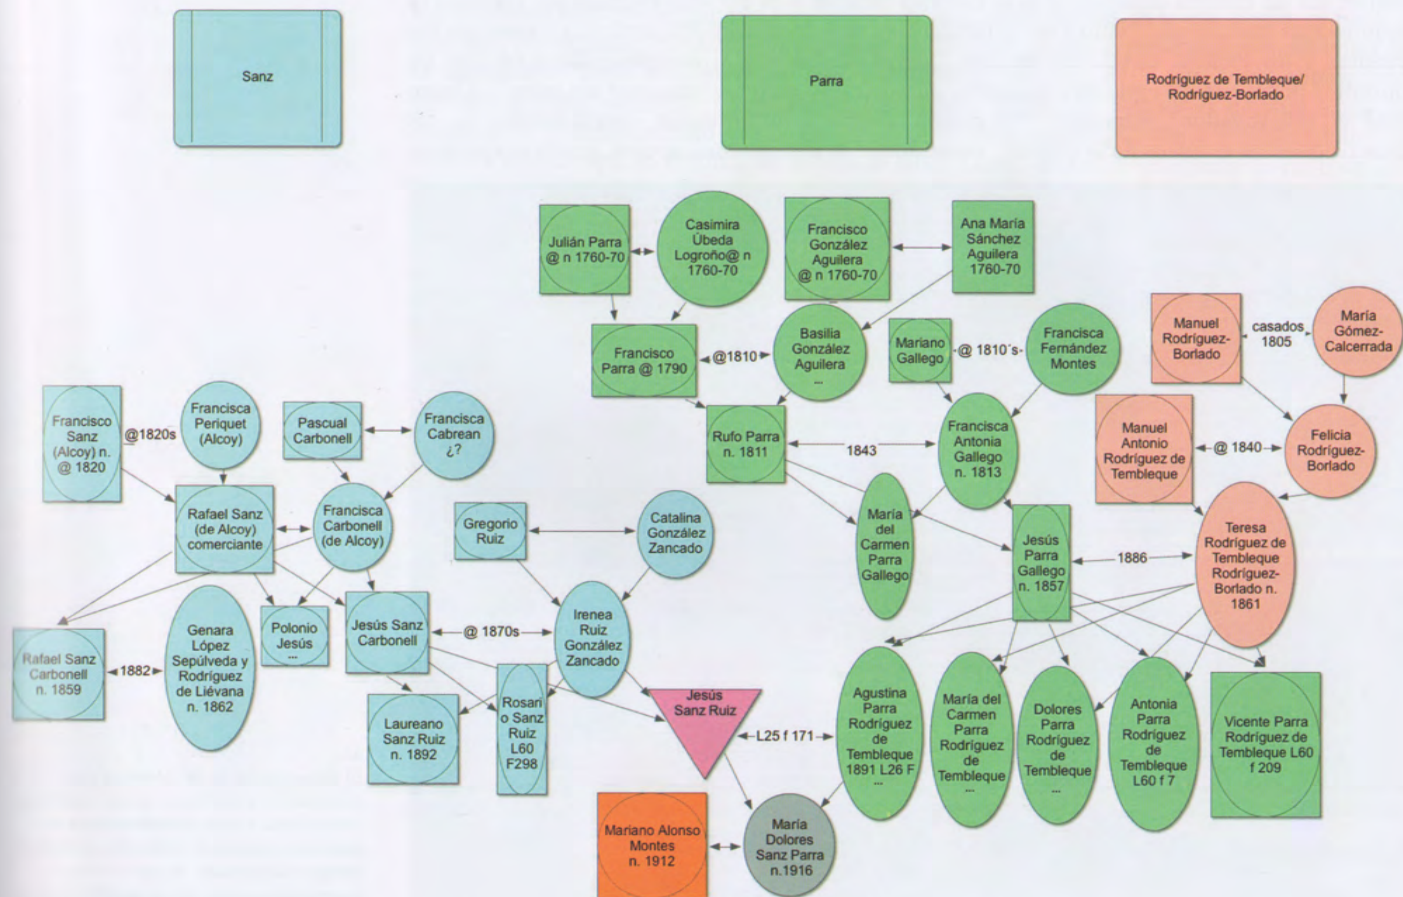 Sanz
Parra
Rodríguez de Tembleque/
Rodríguez-Borlado
Julián Parra
@ n 1760-70
Casimira
Úbeda
Logroño@ n
1760-70
Francisco
González
Aguilera
@ n 1760-70
...
Ana María
Sánchez
Aguilera
1760-70
Francisco
Parra @ 1790
@1810
Basilia
González
Aguilera
...
Mariano
Gallego
@ 1810´s
Francisca
Fernández
Montes
Manuel
Rodríguez-
Borlado
casados
1805
María
Gómez-
Calcerrada
Francisco
Sanz
(Alcoy) n.
@ 1820
@1820s
Francisca
Periquet
(Alcoy)
Pascual
Carbonell
Francisca
Cabrean
¿?
Rufo Parra
n. 1811
1843
Francisca
Antonia
Gallego
n. 1813
Manuel
Antonio
Rodríguez de
Tembleque
@ 1840
Felicia
Rodríguez-
Borlado
Rafael Sanz
(de Alcoy)
comerciante
Francisca
Carbonell
(de Alcoy)
Gregorio
Ruiz
Catalina
González
Zancado
María
del
Carmen
Parra
Gallego
Jesús
Parra
Gallego
n. 1857
1886
Teresa
Rodríguez de
Tembleque
Rodríguez-
Borlado n.
1861
Rafael Sanz
Carbonell
n. 1859
1882
Genara
López
Sepúlveda y
Rodríguez
de Liévana
n. 1862
Polonio
Jesús
...
Jesús Sanz
Carbonell
@ 1870s
Irenea
Ruiz
González
Zancado
Laureano
Sanz Ruiz
n. 1892
Rosari
o Sanz
Ruiz
L60
F298
Jesús
Sanz Ruiz
L25 f 171
Agustina
Parra
Rodríguez
de
Tembleque
1891 L26 F
...
María del
Carmen
Parra
Rodríguez
de
Tembleque
...
Dolores
Parra
Rodríguez
de
Tembleque
...
Antonia
Parra
Rodríguez
de
Tembleque
L60 f 7
Vicente Parra
Rodríguez de
Tembleque L60
f 209
Mariano Alonso
Montes
n. 1912
María
Dolores
Sanz Parra
n.1916